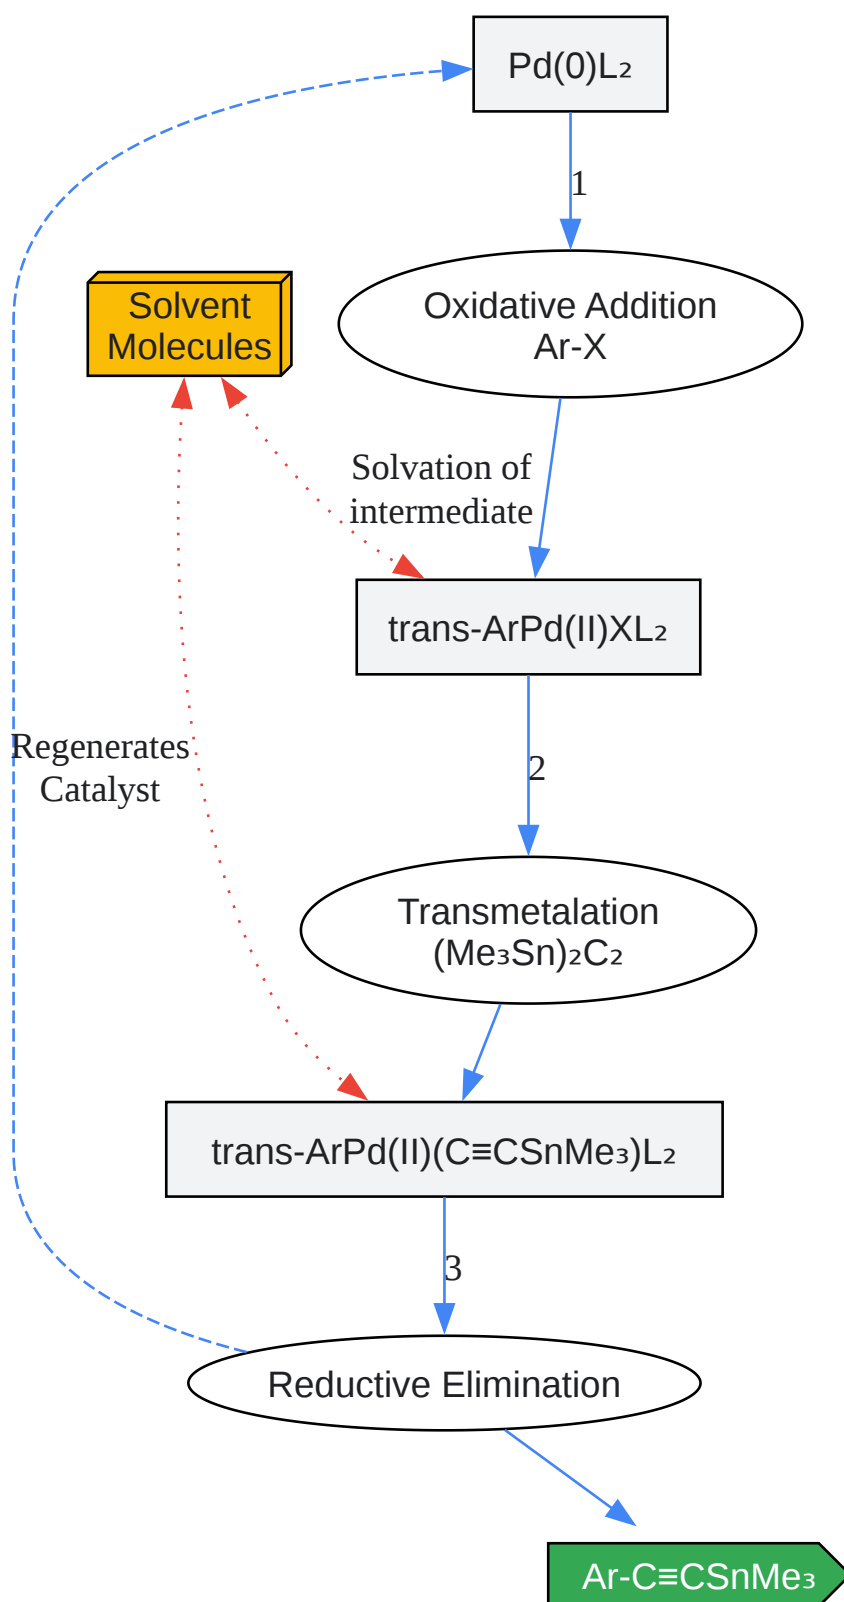 Pd(0)L₂
1
Solvent
Molecules
Oxidative Addition
Ar-X
Solvation of
intermediate
trans-ArPd(II)XL₂
Regenerates
Catalyst
2
Transmetalation
(Me₃Sn)₂C₂
trans-ArPd(II)(C≡CSnMe₃)L₂
3
Reductive Elimination
Ar-C≡CSnMe₃